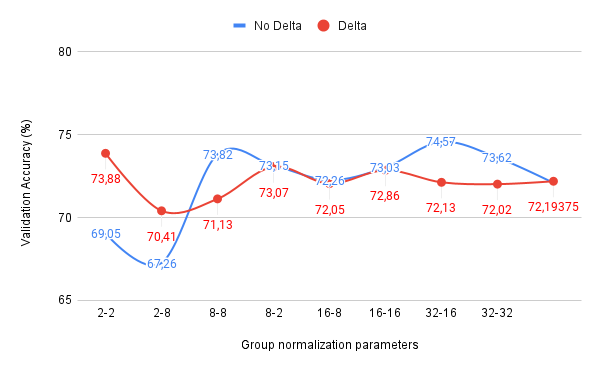 No Delta Delta
80
75
70
65
Validation Accuracy (%)
69,05 67,26 73,82 73,15 72,26 73,03 74,57 73,62
73,88 70,41 71,13 73,07 72,05 72,86 72,13 72,02 72,19375
2-2 2-8 8-8 8-2 16-8 16-16 32-16 32-32
Group normalization parameters